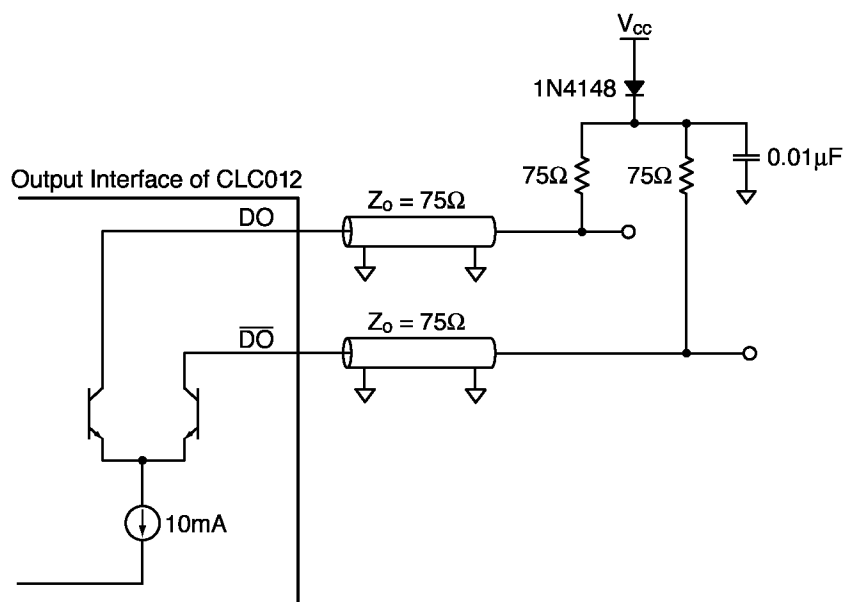 Vcc
1N4148
75Ω
75Ω
0.01μF
Output Interface of CLC012
DO
Zo = 75Ω
DO
Zo = 75Ω
10mA